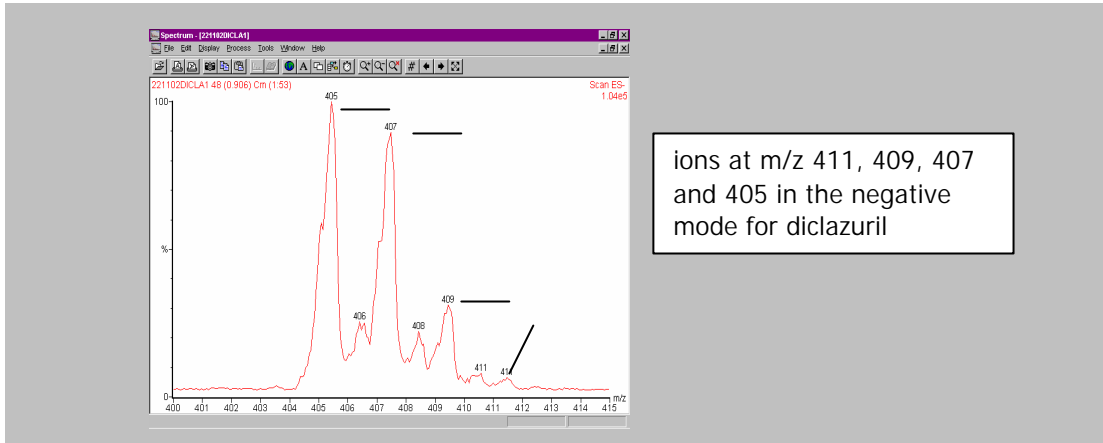 Spectrum - [221102DICLA1]
File Edit Display Process Tools Window Help
221102DICLA1 48 (0.906) Cm (1:53)
Scan ES-
1.04e5
100
%
0
405
407
406
408
409
411
411
m/z
400 401 402 403 404 405 406 407 408 409 410 411 412 413 414 415
ions at m/z 411, 409, 407
and 405 in the negative
mode for diclazuril